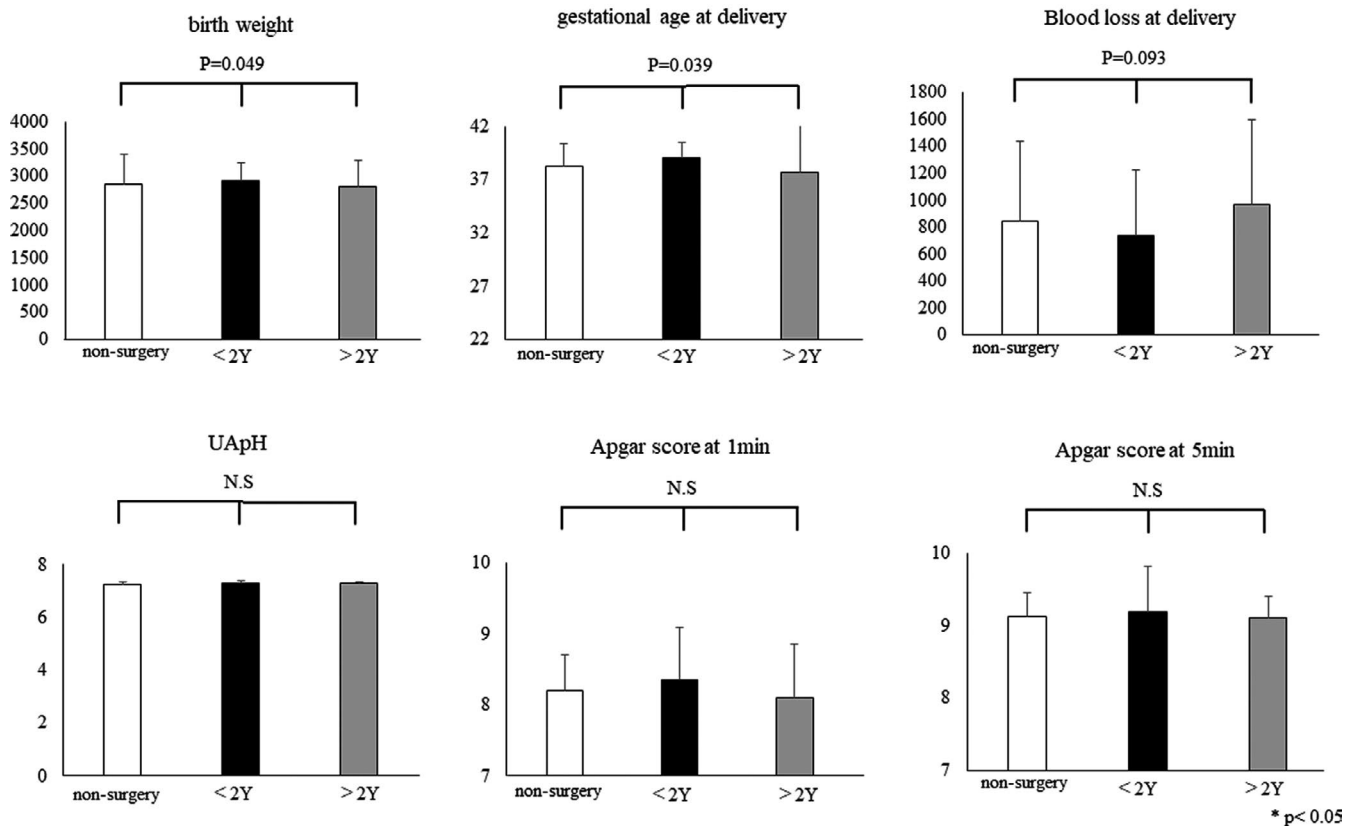 birth weight
P=0.049
4000
3500
3000
2500
2000
1500
1000
500
0
non-surgery
<2Y
>2Y
gestational age at delivery
P=0.039
42
37
32
27
22
non-surgery
<2Y
>2Y
Blood loss at delivery
P=0.093
1800
1600
1400
1200
1000
800
600
400
200
0
non-surgery
<2Y
>2Y
UApH
N.S
8
6
4
2
0
non-surgery
<2Y
>2Y
Apgar score at 1min
N.S
10
9
8
7
non-surgery
<2Y
>2Y
Apgar score at 5min
N.S
10
9
8
7
non-surgery
<2Y
>2Y
* p< 0.05